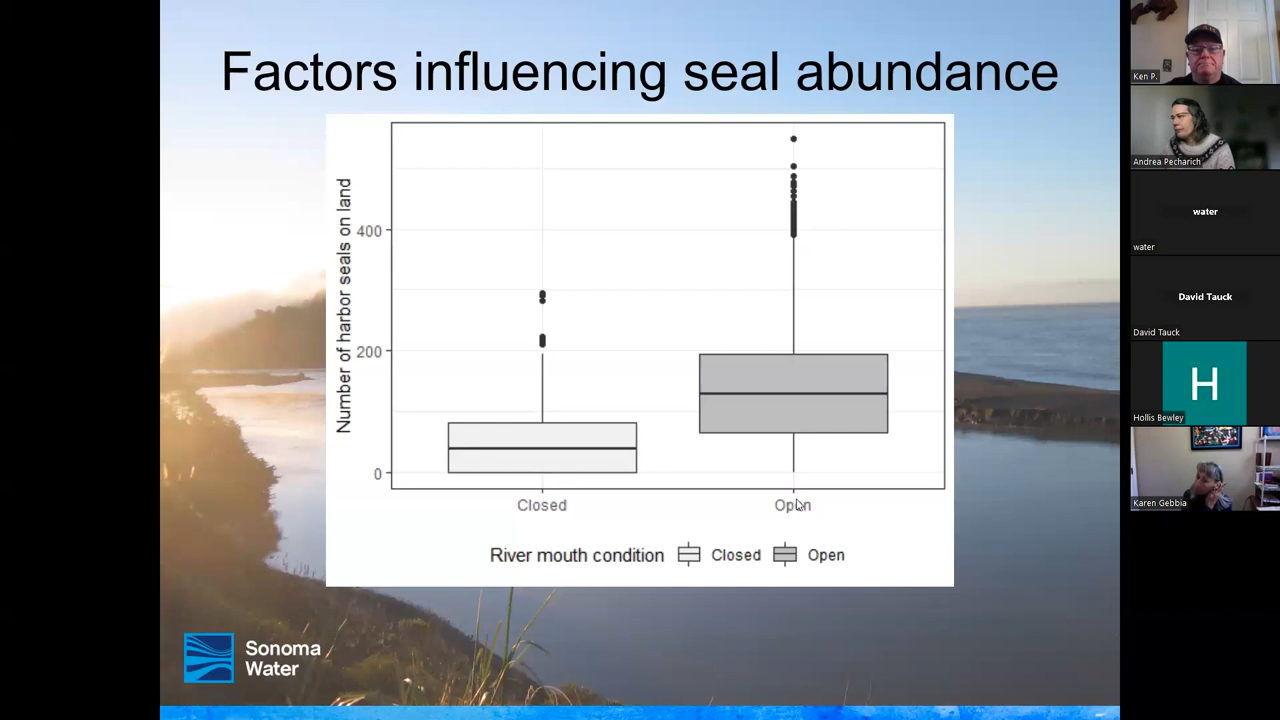 Factors influencing seal abundance
Number of harbor seals on land
400
200
0
Closed
Open
River mouth condition
Closed
Open
Sonoma
Water
Ken P.
Andrea Pecharich
water
water
David Tauck
David Tauck
H
Hollis Bewley
Karen Gebbia